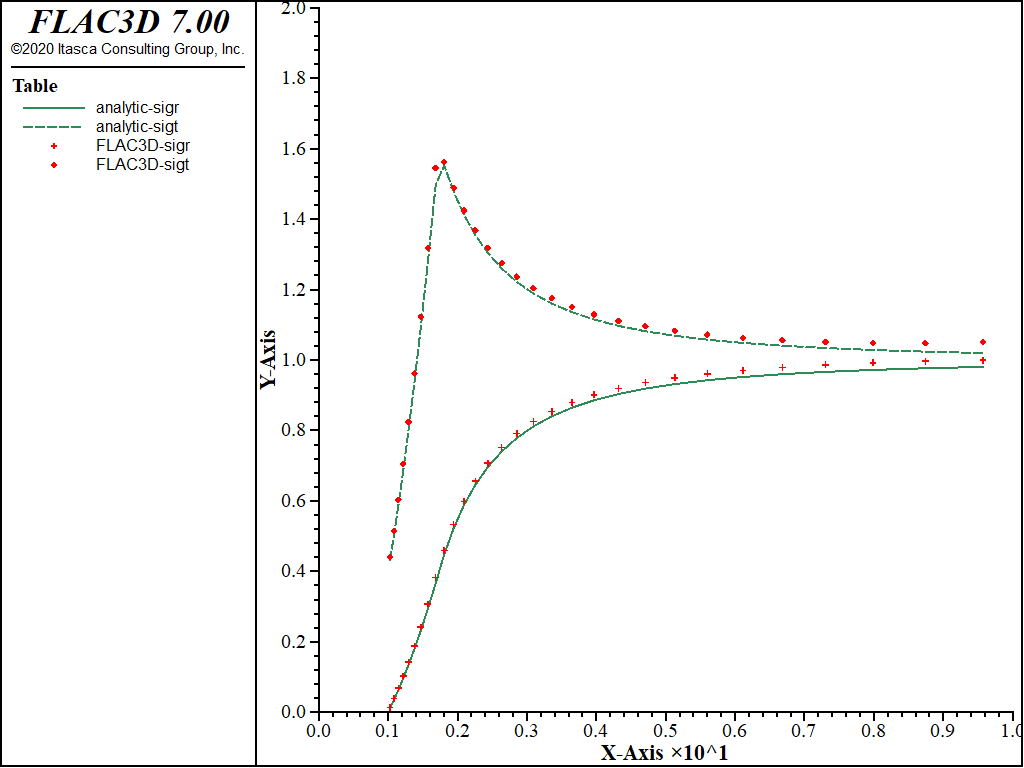 FLAC3D 7.00
©2020 Itasca Consulting Group, Inc.
Table
analytic-sigr
analytic-sigt
FLAC3D-sigr
FLAC3D-sigt
2.0
1.8
1.6
1.4
1.2
1.0
0.8
0.6
0.4
0.2
0.0
Y-Axis
0.0 0.1 0.2 0.3 0.4 0.5 0.6 0.7 0.8 0.9 1.0
X-Axis ×10^1